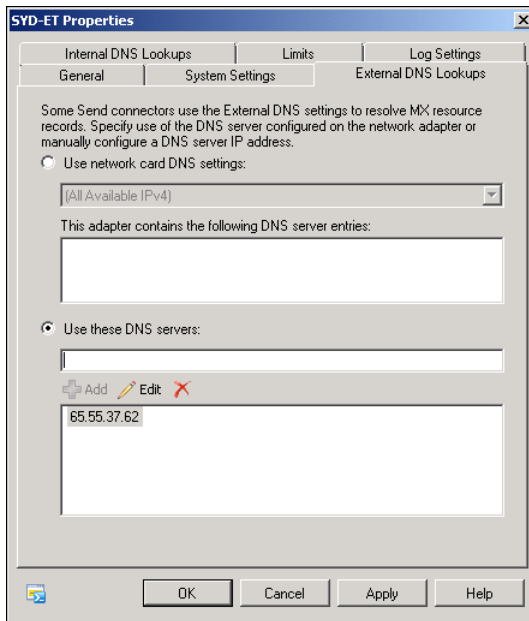 SYD-ET Properties
Internal DNS Lookups
Limits
Log Settings
General
System Settings
External DNS Lookups
Some Send connectors use the External DNS settings to resolve MX resource
records. Specify use of the DNS server configured on the network adapter or
manually configure a DNS server IP address.
Use network card DNS settings:
(All Available IPv4)
This adapter contains the following DNS server entries:
Use these DNS servers:
Add Edit
65.55.37.62
OK Cancel Apply Help